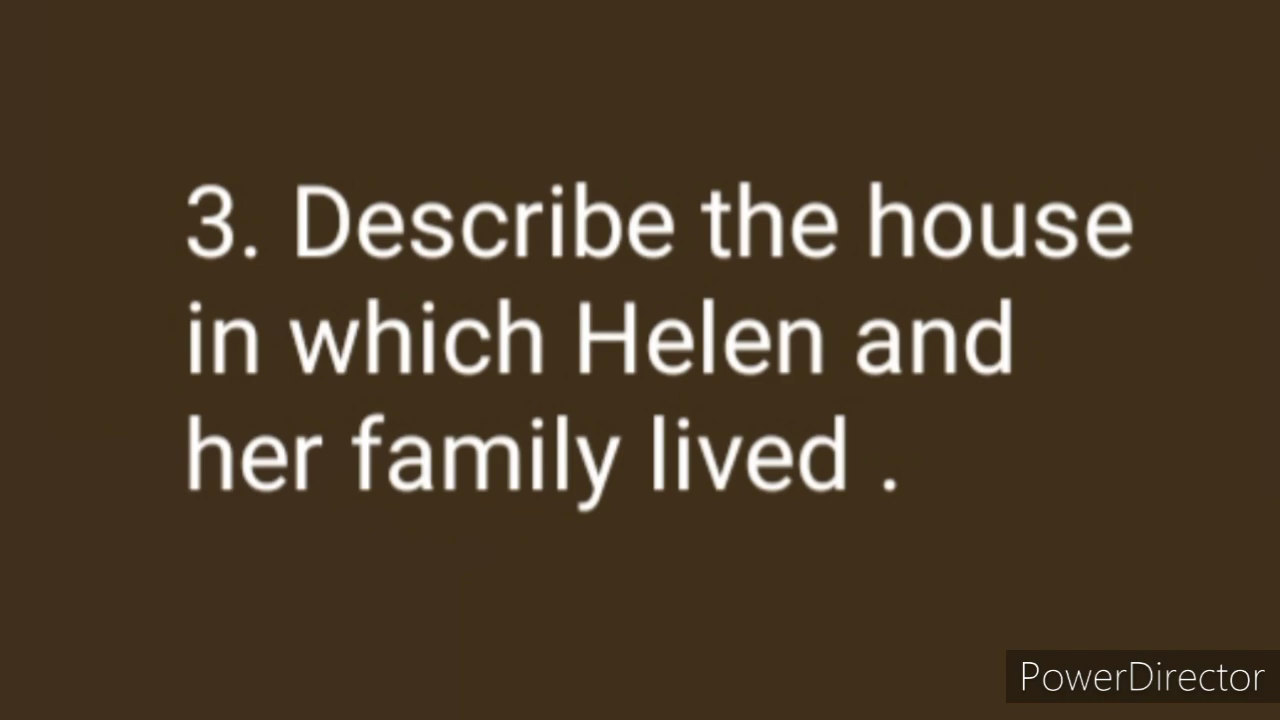 3. Describe the house
in which Helen and
her family lived .
PowerDirector